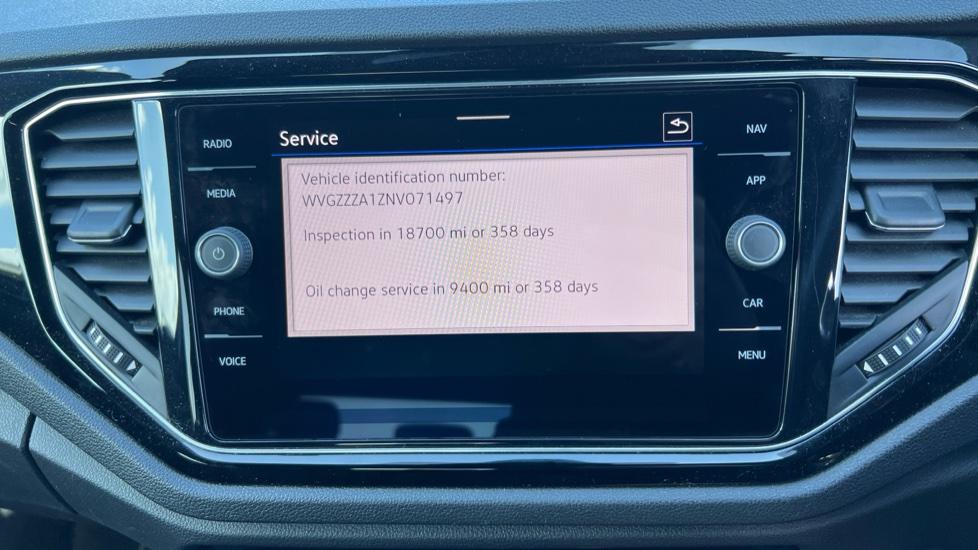 RADIO
MEDIA
PHONE
VOICE
Service
Vehicle identification number:
WVGZZZA1ZNV071497
Inspection in 18700 mi or 358 days
Oil change service in 9400 mi or 358 days
NAV
APP
CAR
MENU